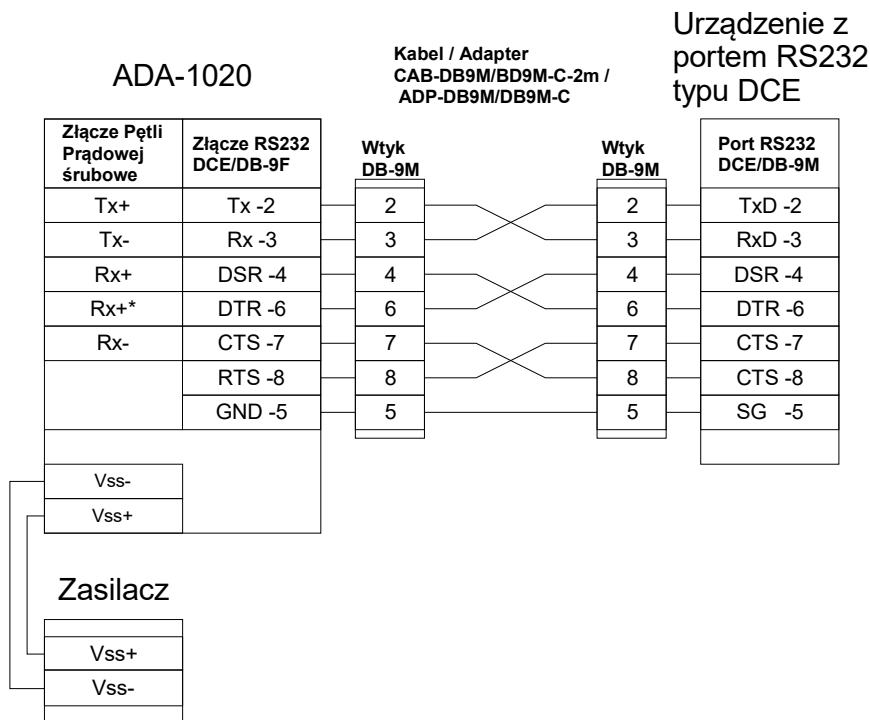 Urządzenie z
portem RS232
typu DCE
ADA-1020
Kabel / Adapter
CAB-DB9M/BD9M-C-2m /
ADP-DB9M/DB9M-C
Złącze Pętli
Prądowej
śrubowe
Złącze RS232
DCE/DB-9F
Wtyk
DB-9M
Wtyk
DB-9M
Port RS232
DCE/DB-9M
Tx+ Tx -2 2 2 TxD -2
Tx- Rx -3 3 3 RxD -3
Rx+ DSR -4 4 4 DSR -4
Rx+* DTR -6 6 6 DTR -6
Rx- CTS -7 7 7 CTS -7
RTS -8 8 8 CTS -8
GND -5 5 5 SG -5
Vss-
Vss+
Zasilacz
Vss+
Vss-